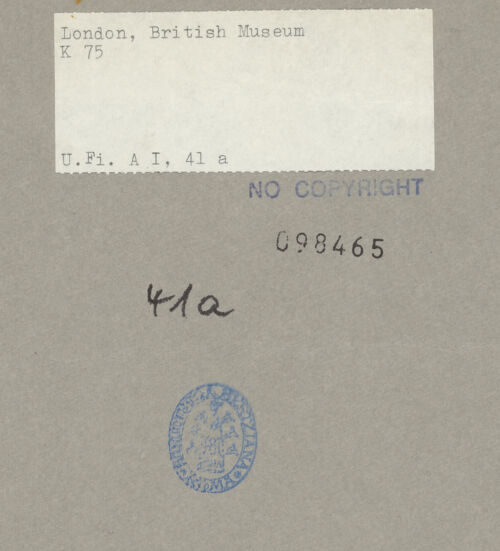 London, British Museum
K 75
U.Fi. A I, 41 a
NO COPYRIGHT
098465
41a